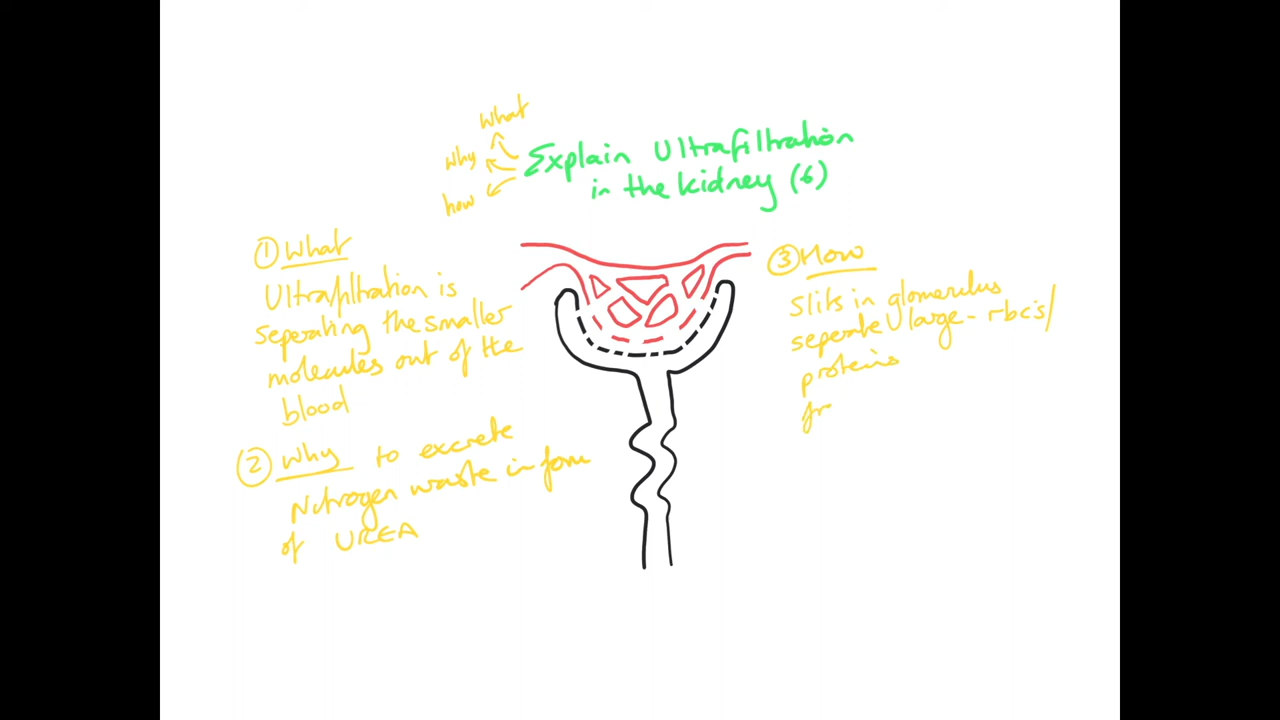 What
Why
how
Explain Ultrafiltration
in the kidney (6)
① What
Ultrafiltration is
seperating the smaller
molecules out of the
blood
② Why to excrete
Nitrogen waste in form
of UREA
③ How
Slits in glomerulus
seperate large - rbc's/
proteins
fr